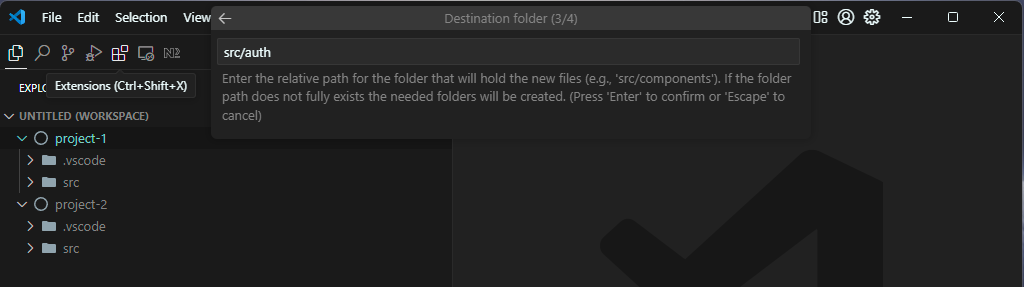 File Edit Selection View
Destination folder (3/4)
src/auth
Enter the relative path for the folder that will hold the new files (e.g., 'src/components'). If the folder
path does not fully exists the needed folders will be created. (Press 'Enter' to confirm or 'Escape' to
cancel)
Extensions (Ctrl+Shift+X)
EXPLO
UNTITLED (WORKSPACE)
project-1
.vscode
src
project-2
.vscode
src